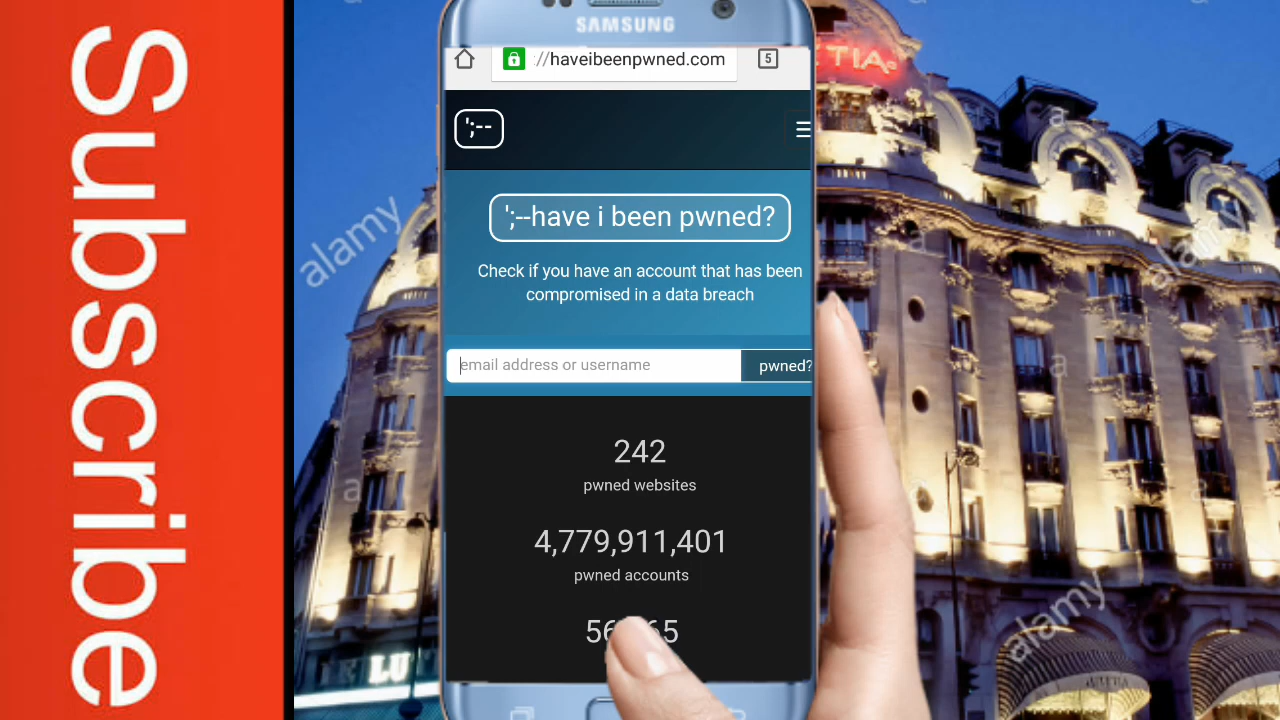 Subscribe
SAMSUNG
://haveibeenpwned.com
5
';--
';--have i been pwned?
Check if you have an account that has been
compromised in a data breach
email address or username
pwned?
242
pwned websites
4,779,911,401
pwned accounts
alamy
alamy
alamy
a
a
a
a
LU